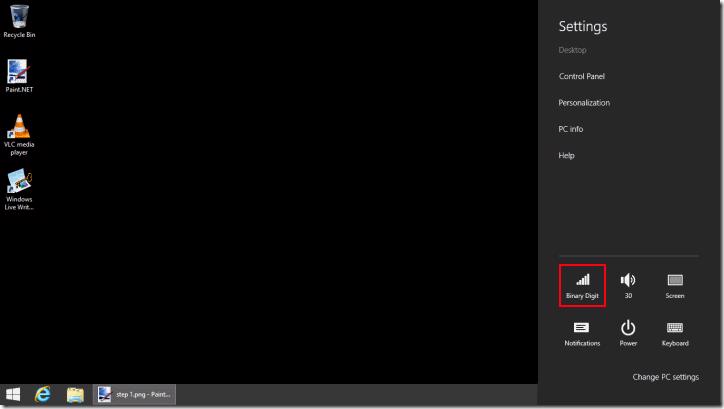 Recycle Bin
Paint.NET
VLC media
player
Windows
Live Writ...
Settings
Desktop
Control Panel
Personalization
PC info
Help
Binary Digit
30
Screen
Notifications
Power
Keyboard
Change PC settings
step 1.png - Paint...